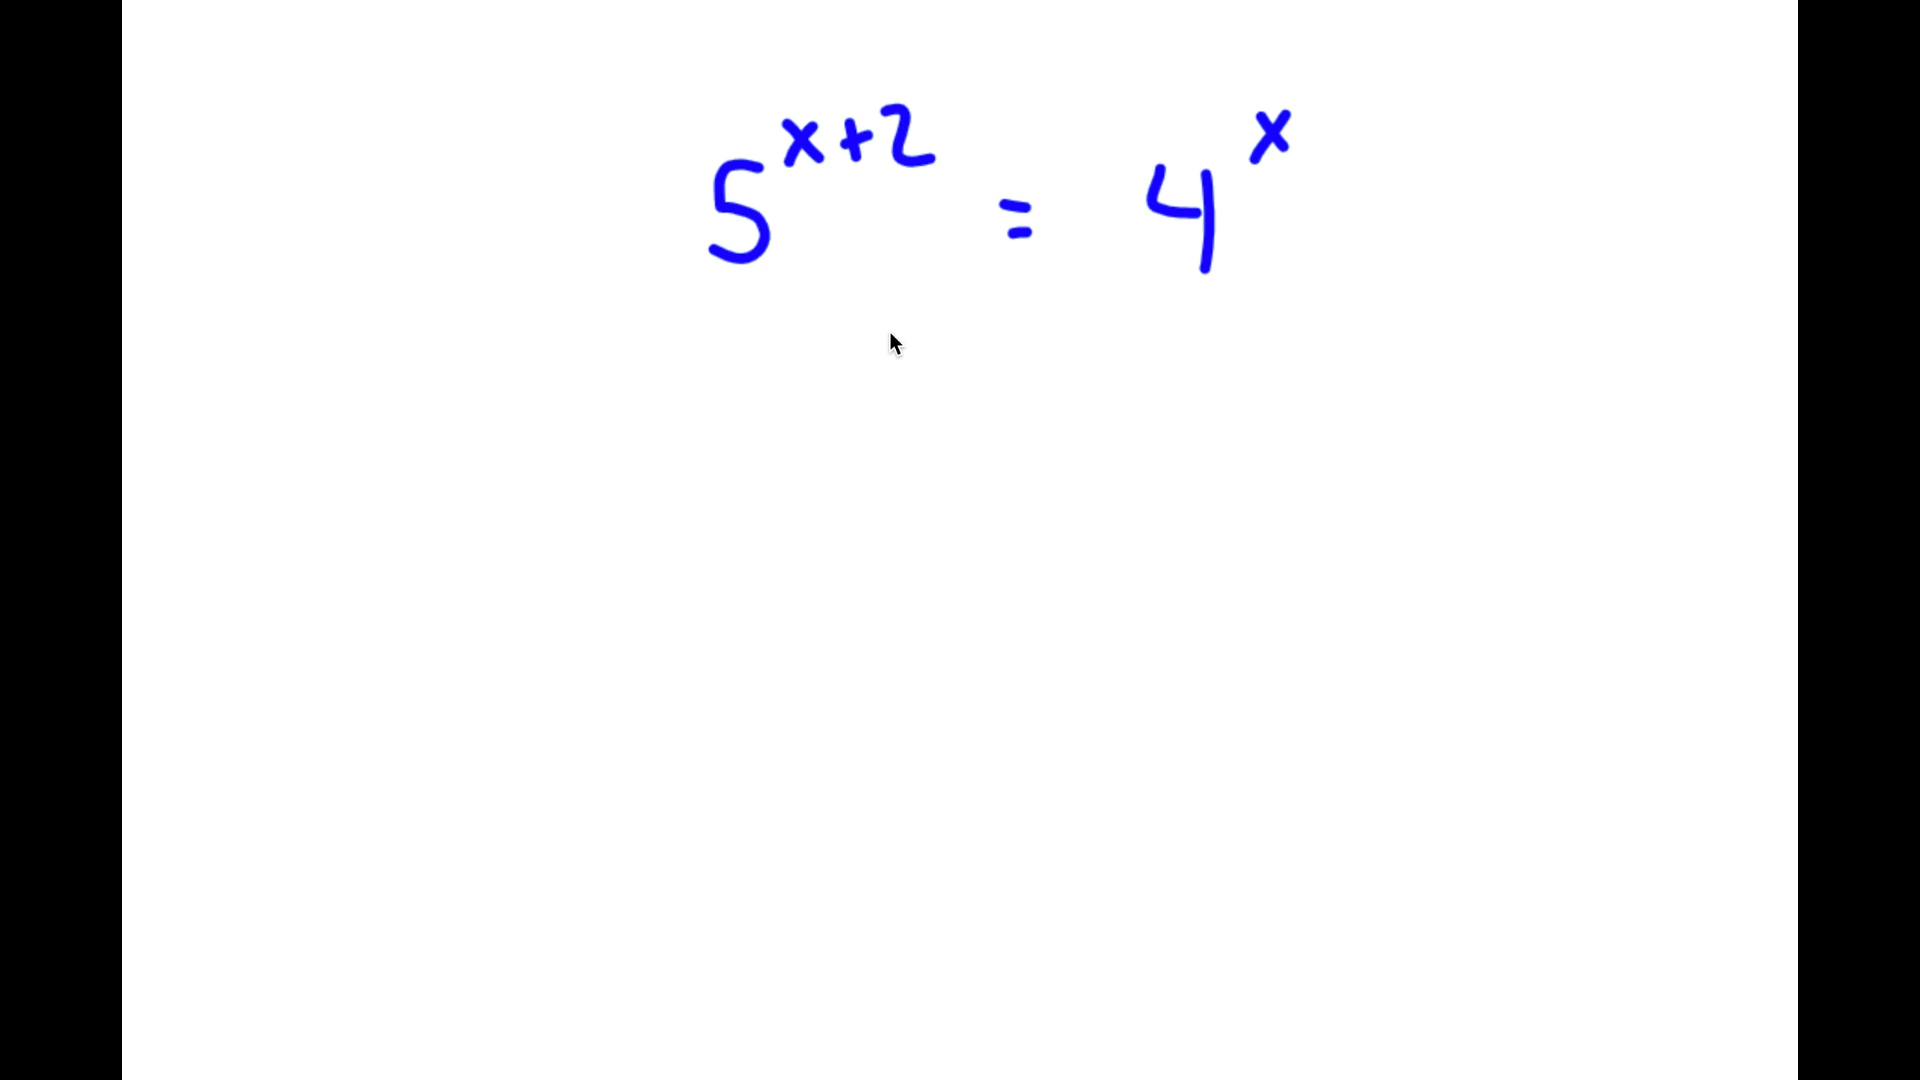 5^{x+2} = 4^x